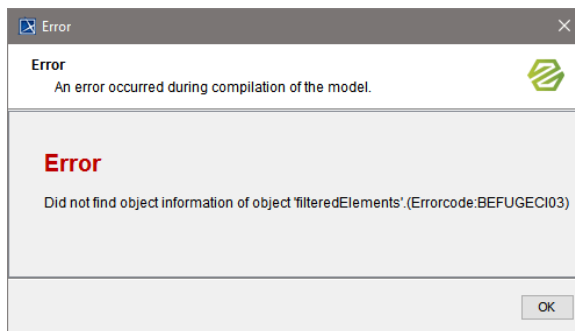 Error
Error
An error occurred during compilation of the model.
Error
Did not find object information of object 'filteredElements'.(Errorcode:BEFUGECI03)
OK